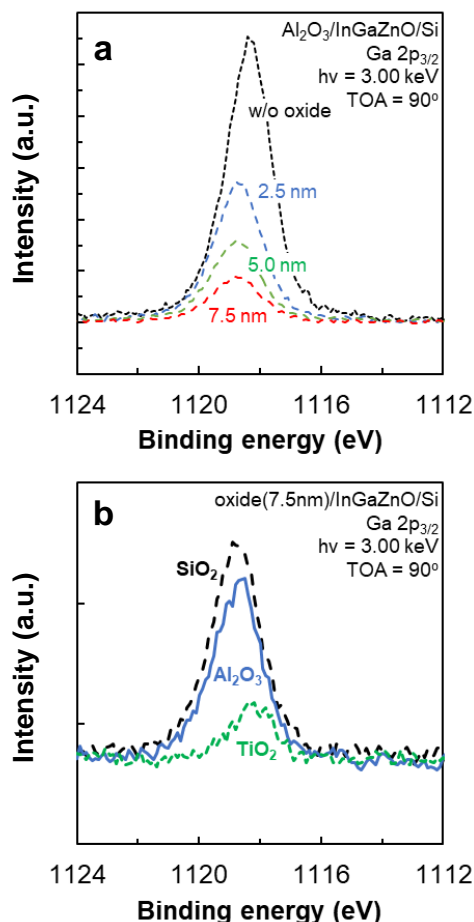 a
Al₂O₃/InGaZnO/Si
Ga 2p₃/₂
hν = 3.00 keV
TOA = 90º
w/o oxide
2.5 nm
5.0 nm
7.5 nm
Intensity (a.u.)
1124 1120 1116 1112
Binding energy (eV)
b
oxide(7.5nm)/InGaZnO/Si
Ga 2p₃/₂
hν = 3.00 keV
TOA = 90º
SiO₂
Al₂O₃
TiO₂
Intensity (a.u.)
1124 1120 1116 1112
Binding energy (eV)